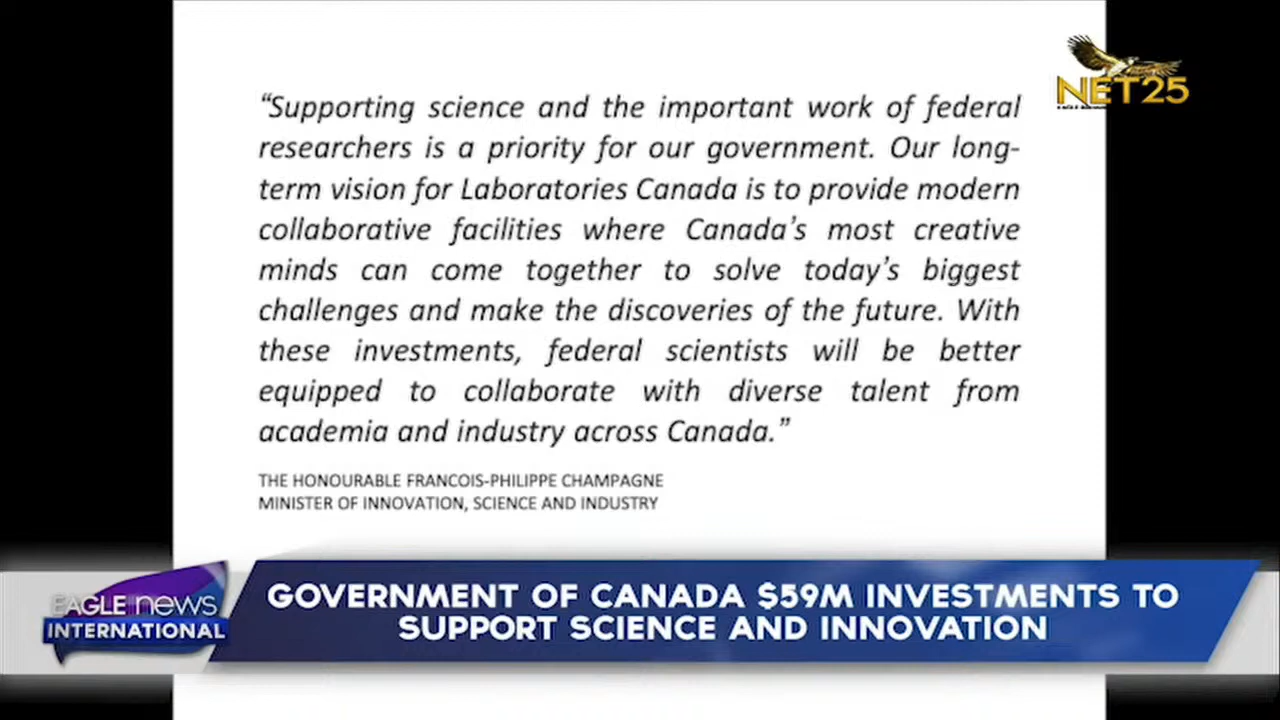 NET25
“Supporting science and the important work of federal
researchers is a priority for our government. Our long-
term vision for Laboratories Canada is to provide modern
collaborative facilities where Canada’s most creative
minds can come together to solve today’s biggest
challenges and make the discoveries of the future. With
these investments, federal scientists will be better
equipped to collaborate with diverse talent from
academia and industry across Canada.”
THE HONOURABLE FRANCOIS-PHILIPPE CHAMPAGNE
MINISTER OF INNOVATION, SCIENCE AND INDUSTRY
EAGLE news
INTERNATIONAL
GOVERNMENT OF CANADA $59M INVESTMENTS TO
SUPPORT SCIENCE AND INNOVATION